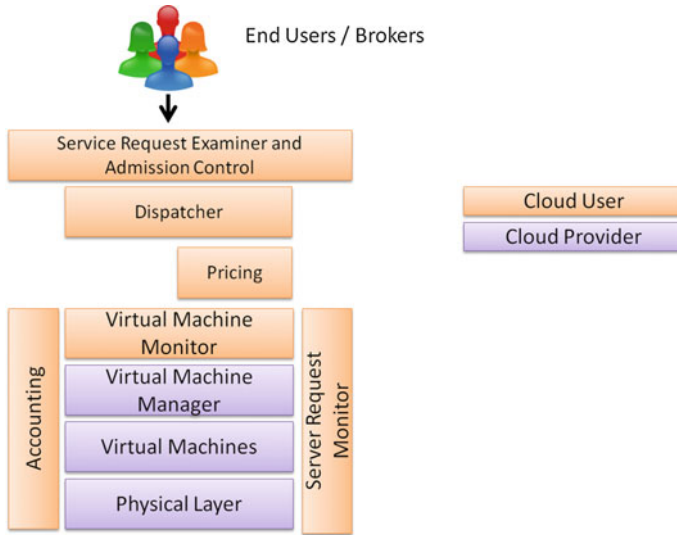 End Users / Brokers
Service Request Examiner and
Admission Control
Dispatcher
Cloud User
Cloud Provider
Pricing
Accounting
Virtual Machine
Monitor
Virtual Machine
Manager
Virtual Machines
Physical Layer
Server Request
Monitor